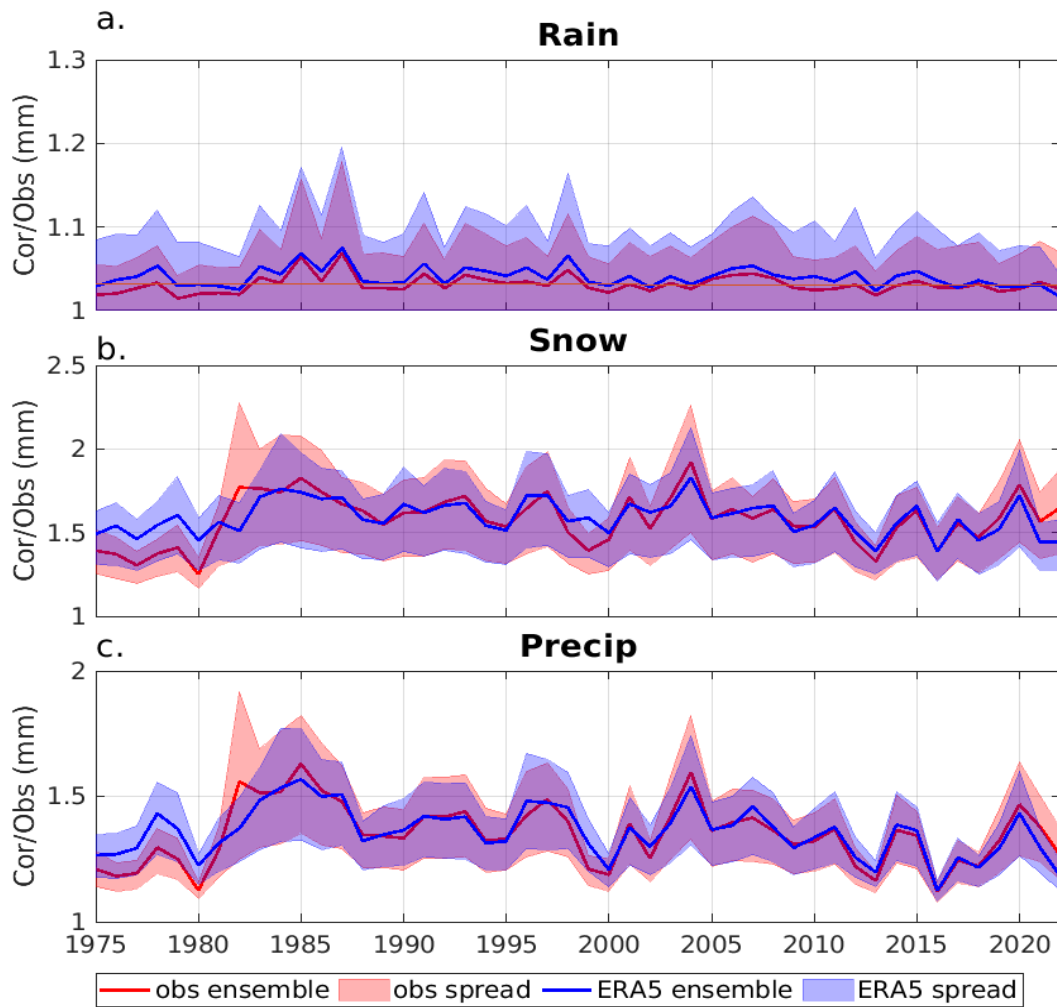 a.
Rain
1.3
1.2
1.1
1
Cor/Obs (mm)
b.
Snow
2.5
2
1.5
1
Cor/Obs (mm)
c.
Precip
2
1.5
1
Cor/Obs (mm)
1975 1980 1985 1990 1995 2000 2005 2010 2015 2020
obs ensemble obs spread ERA5 ensemble ERA5 spread